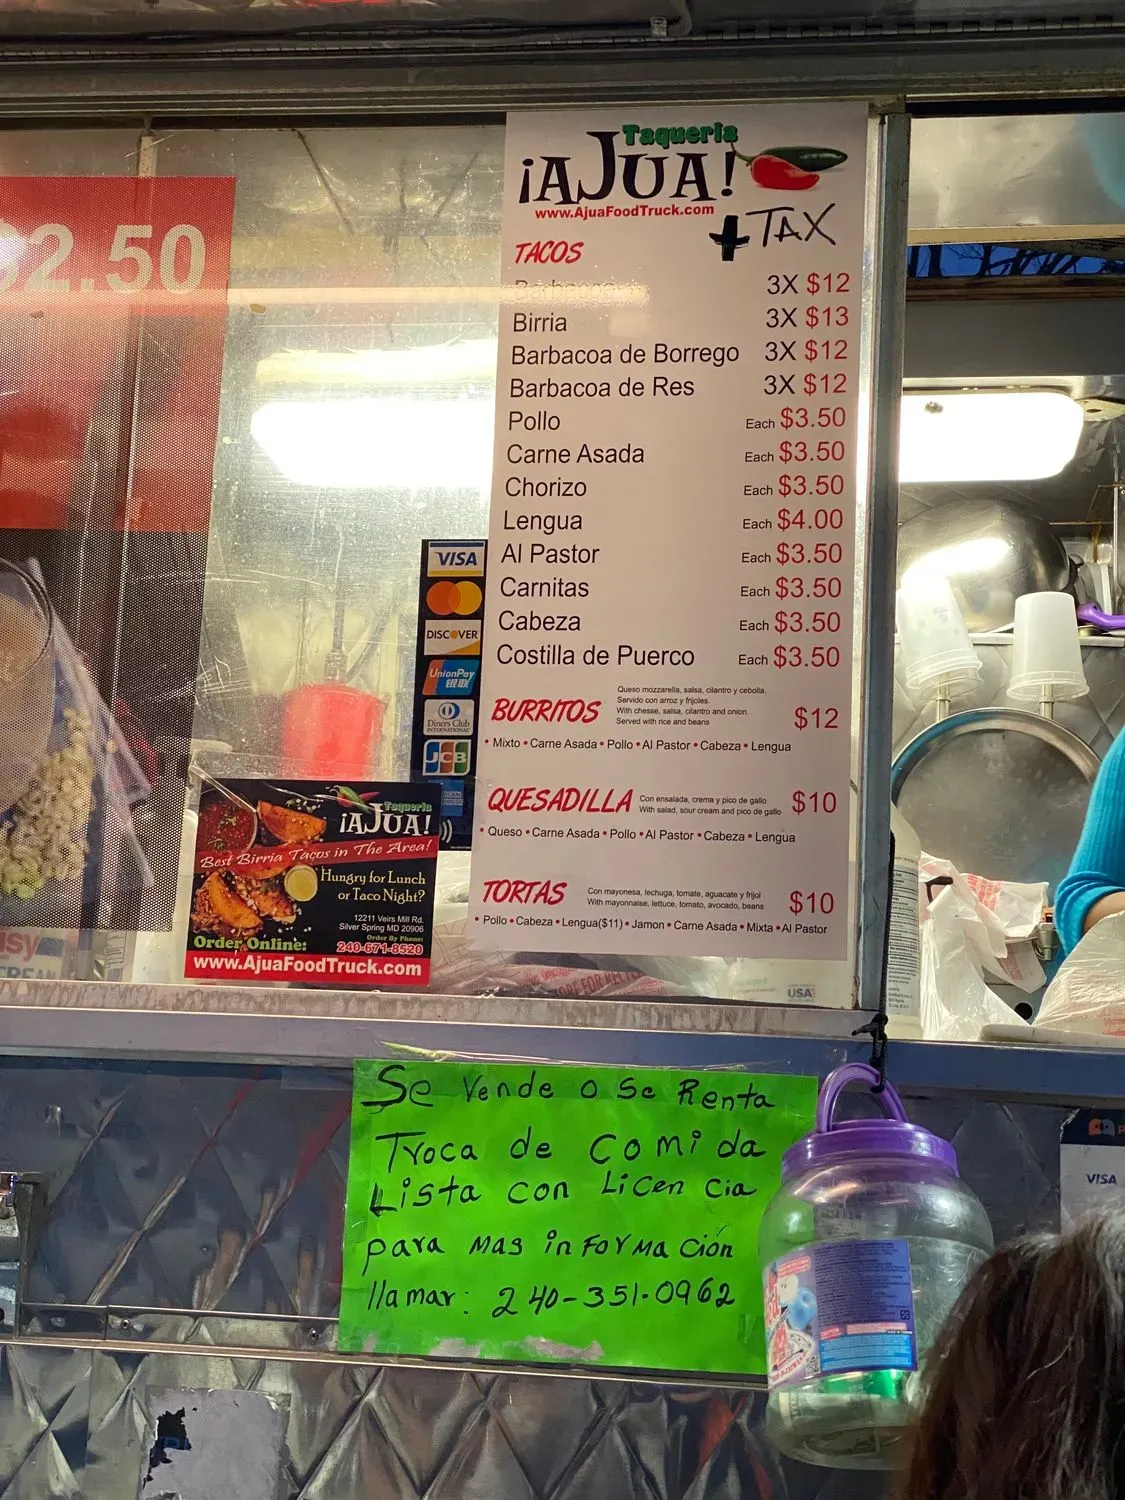 2.50
Taqueria
¡AJUA!
www.AjuaFoodTruck.com
+ TAX
TACOS
Barbacoa 3X $12
Birria 3X $13
Barbacoa de Borrego 3X $12
Barbacoa de Res 3X $12
Pollo Each $3.50
Carne Asada Each $3.50
Chorizo Each $3.50
Lengua Each $4.00
Al Pastor Each $3.50
Carnitas Each $3.50
Cabeza Each $3.50
Costilla de Puerco Each $3.50
BURRITOS $12
Queso mozzarella, salsa, cilantro y cebolla.
Servido con arroz y frijoles.
With chesse, salsa, cilantro and onion.
Served with rice and beans
• Mixto • Carne Asada • Pollo • Al Pastor • Cabeza • Lengua
QUESADILLA $10
Con ensalada, crema y pico de gallo
With salad, sour cream and pico de gallo
• Queso • Carne Asada • Pollo • Al Pastor • Cabeza • Lengua
TORTAS $10
Con mayonesa, lechuga, tomate, aguacate y frijol
With mayonnaise, lettuce, tomato, avocado, beans
• Pollo • Cabeza • Lengua($11) • Jamon • Carne Asada • Mixta • Al Pastor
VISA
DISCOVER
UnionPay
银联
Diners Club
INTERNATIONAL
JCB
Taqueria
¡AJUA!
Best Birria Tacos in The Area!
Hungry for Lunch
or Taco Night?
12211 Veirs Mill Rd.
Silver Spring MD 20906
Order By Phone:
Order Online: 240-671-8520
www.AjuaFoodTruck.com
USA
Se Vende o Se Renta
Troca de Comida
Lista con Licencia
para mas información
llamar: 240-351-0962
VISA